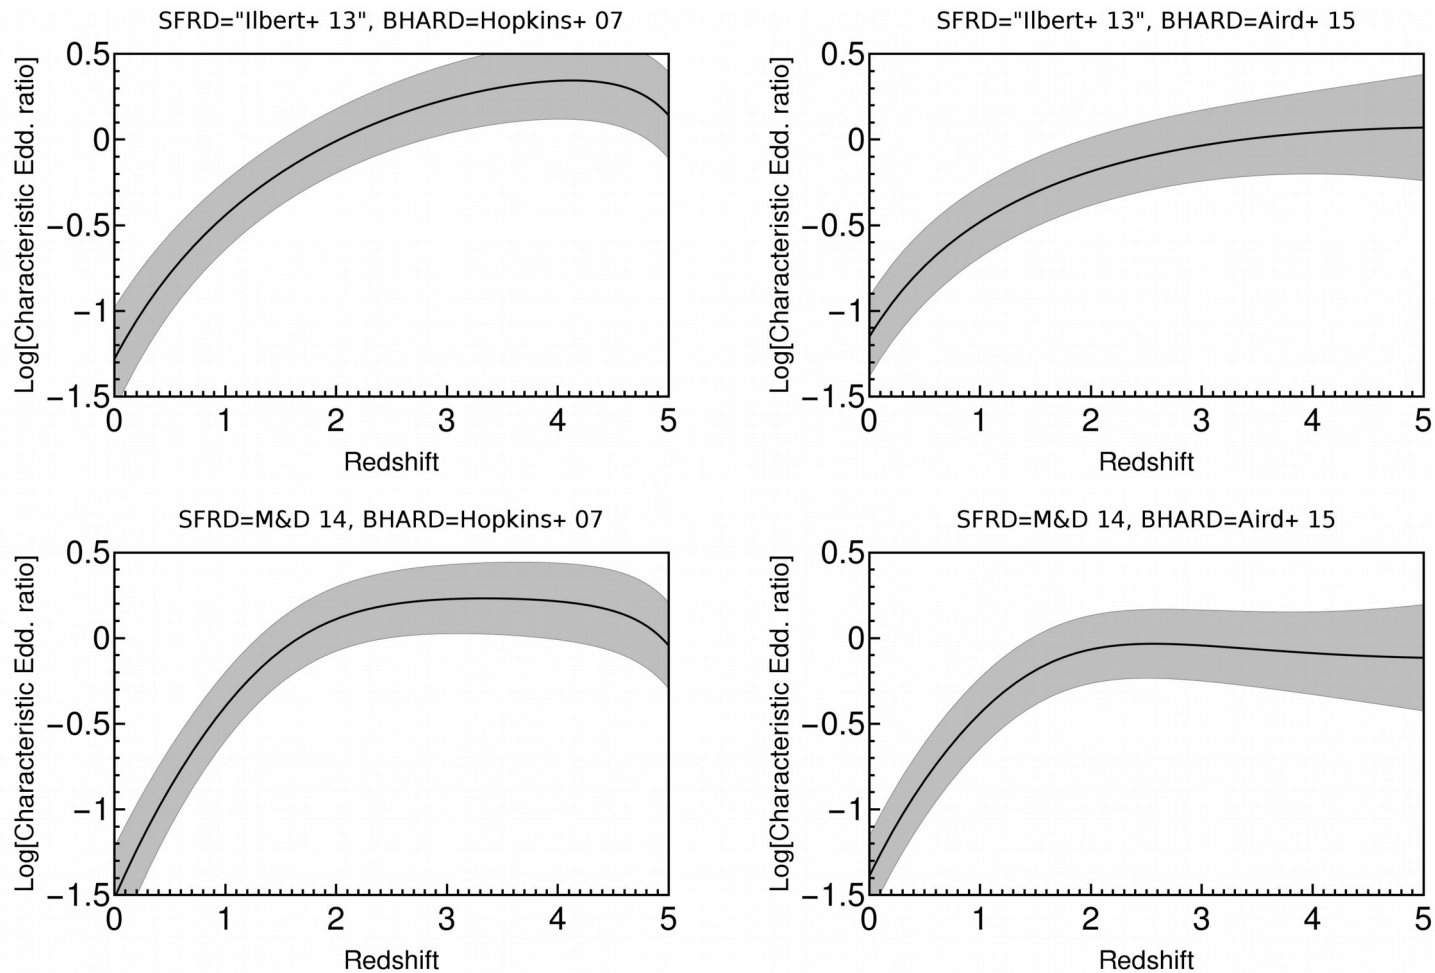 SFRD="Ilbert+ 13", BHARD=Hopkins+ 07
Log[Characteristic Edd. ratio]
0.5
0
−0.5
−1
−1.5
0 1 2 3 4 5
Redshift
SFRD="Ilbert+ 13", BHARD=Aird+ 15
Log[Characteristic Edd. ratio]
0.5
0
−0.5
−1
−1.5
0 1 2 3 4 5
Redshift
SFRD=M&D 14, BHARD=Hopkins+ 07
Log[Characteristic Edd. ratio]
0.5
0
−0.5
−1
−1.5
0 1 2 3 4 5
Redshift
SFRD=M&D 14, BHARD=Aird+ 15
Log[Characteristic Edd. ratio]
0.5
0
−0.5
−1
−1.5
0 1 2 3 4 5
Redshift